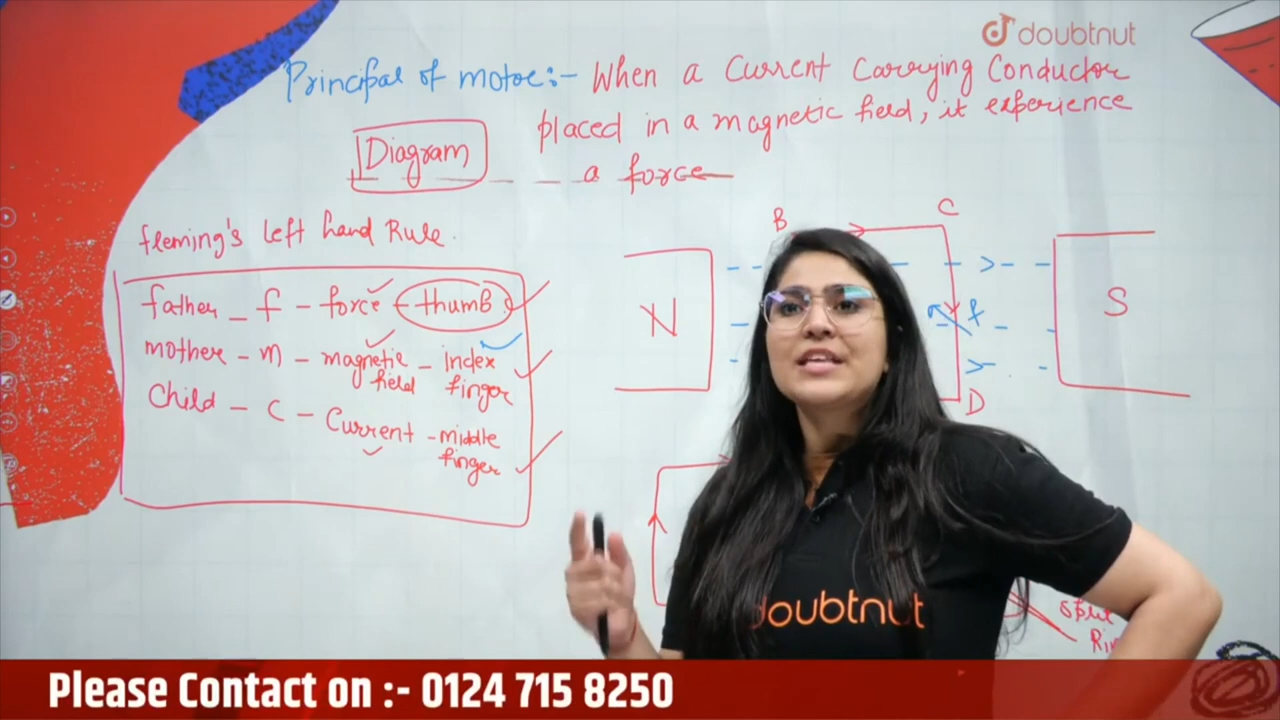 doubtnut
Principal of motor:- When a Current Carrying Conductor
placed in a magnetic field, it experience
a force
Diagram
fleming's left hand Rule.
father - f - force - thumb
mother - m - magnetic field - index finger
Child - C - Current - middle finger
B
C
N
S
f
D
doubtnut
Please Contact on :- 0124 715 8250